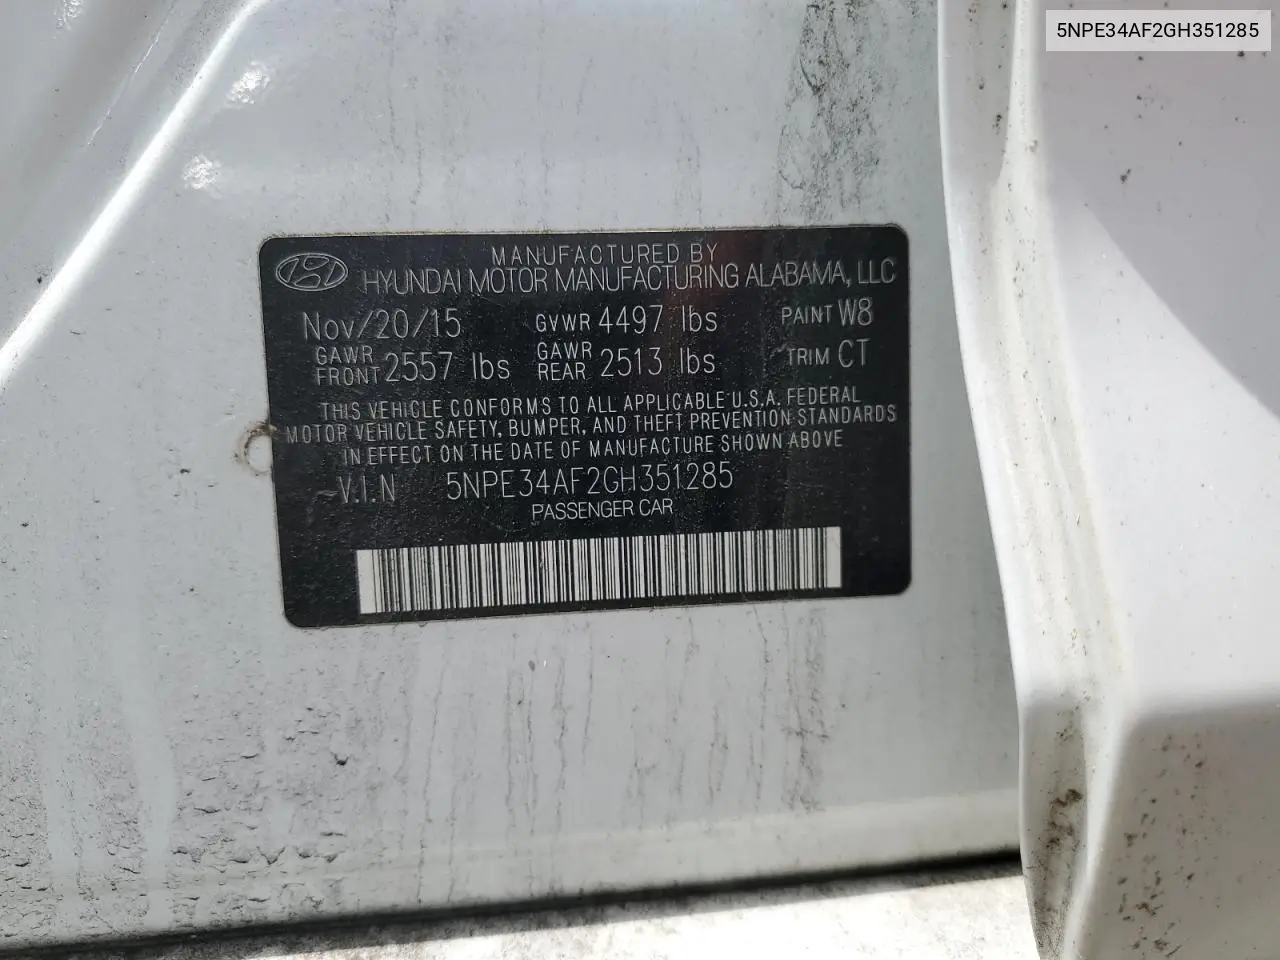 5NPE34AF2GH351285
MANUFACTURED BY
HYUNDAI MOTOR MANUFACTURING ALABAMA, LLC
Nov/20/15 GVWR 4497 lbs PAINT W8
GAWR FRONT 2557 lbs GAWR REAR 2513 lbs TRIM CT
THIS VEHICLE CONFORMS TO ALL APPLICABLE U.S.A. FEDERAL
MOTOR VEHICLE SAFETY, BUMPER, AND THEFT PREVENTION STANDARDS
IN EFFECT ON THE DATE OF MANUFACTURE SHOWN ABOVE
V.I.N 5NPE34AF2GH351285
PASSENGER CAR